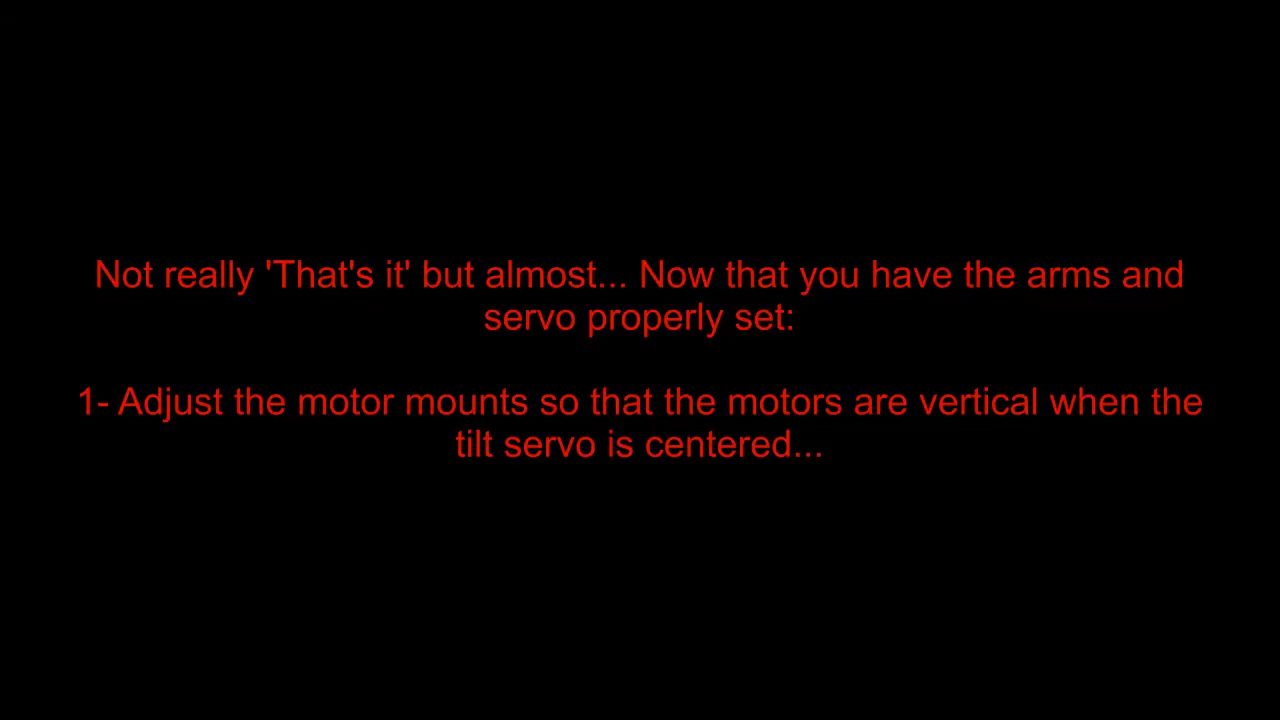 Not really 'That's it' but almost... Now that you have the arms and
servo properly set:
1- Adjust the motor mounts so that the motors are vertical when the
tilt servo is centered...